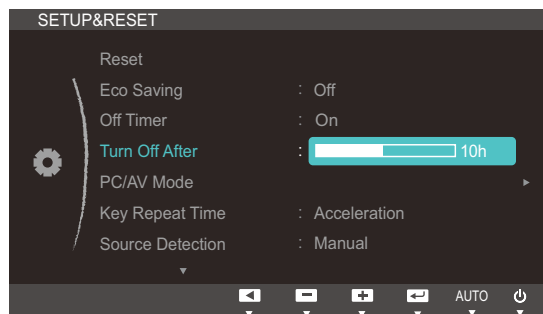 SETUP&RESET
Reset
Eco Saving : Off
Off Timer : On
Turn Off After : 10h
PC/AV Mode
Key Repeat Time : Acceleration
Source Detection : Manual
AUTO